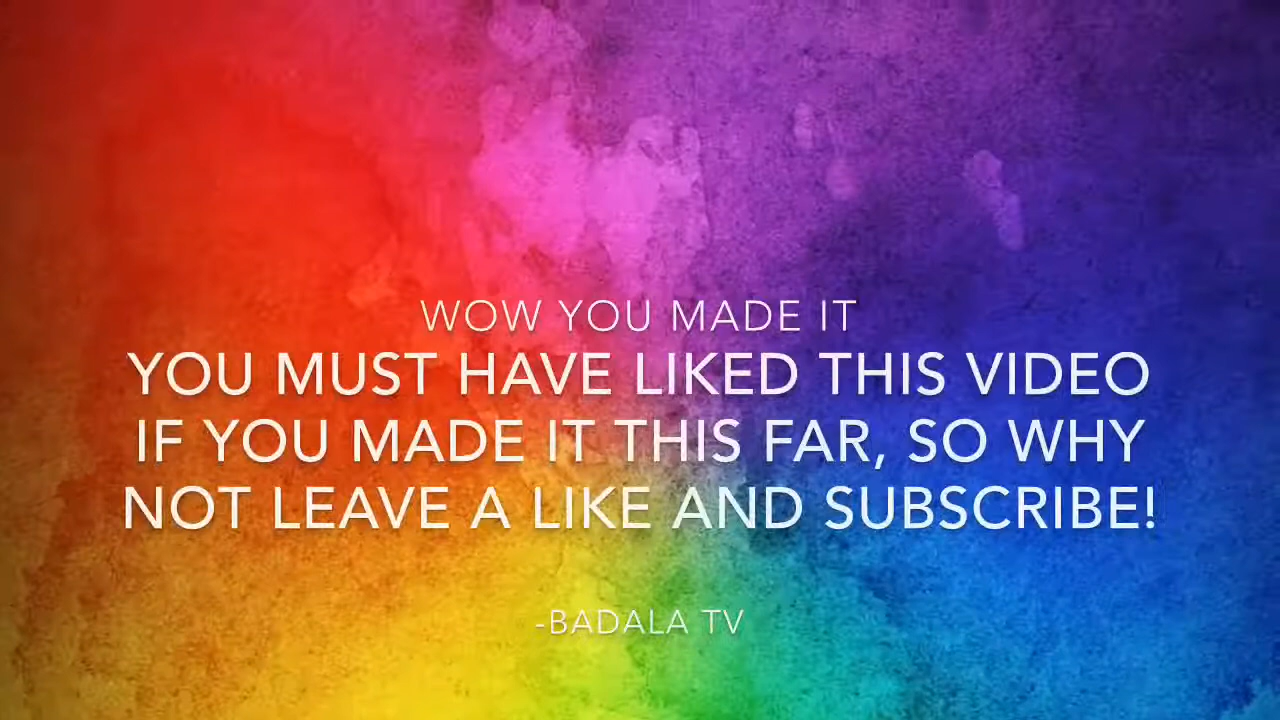 WOW YOU MADE IT
YOU MUST HAVE LIKED THIS VIDEO
IF YOU MADE IT THIS FAR, SO WHY
NOT LEAVE A LIKE AND SUBSCRIBE!
-BADALA TV